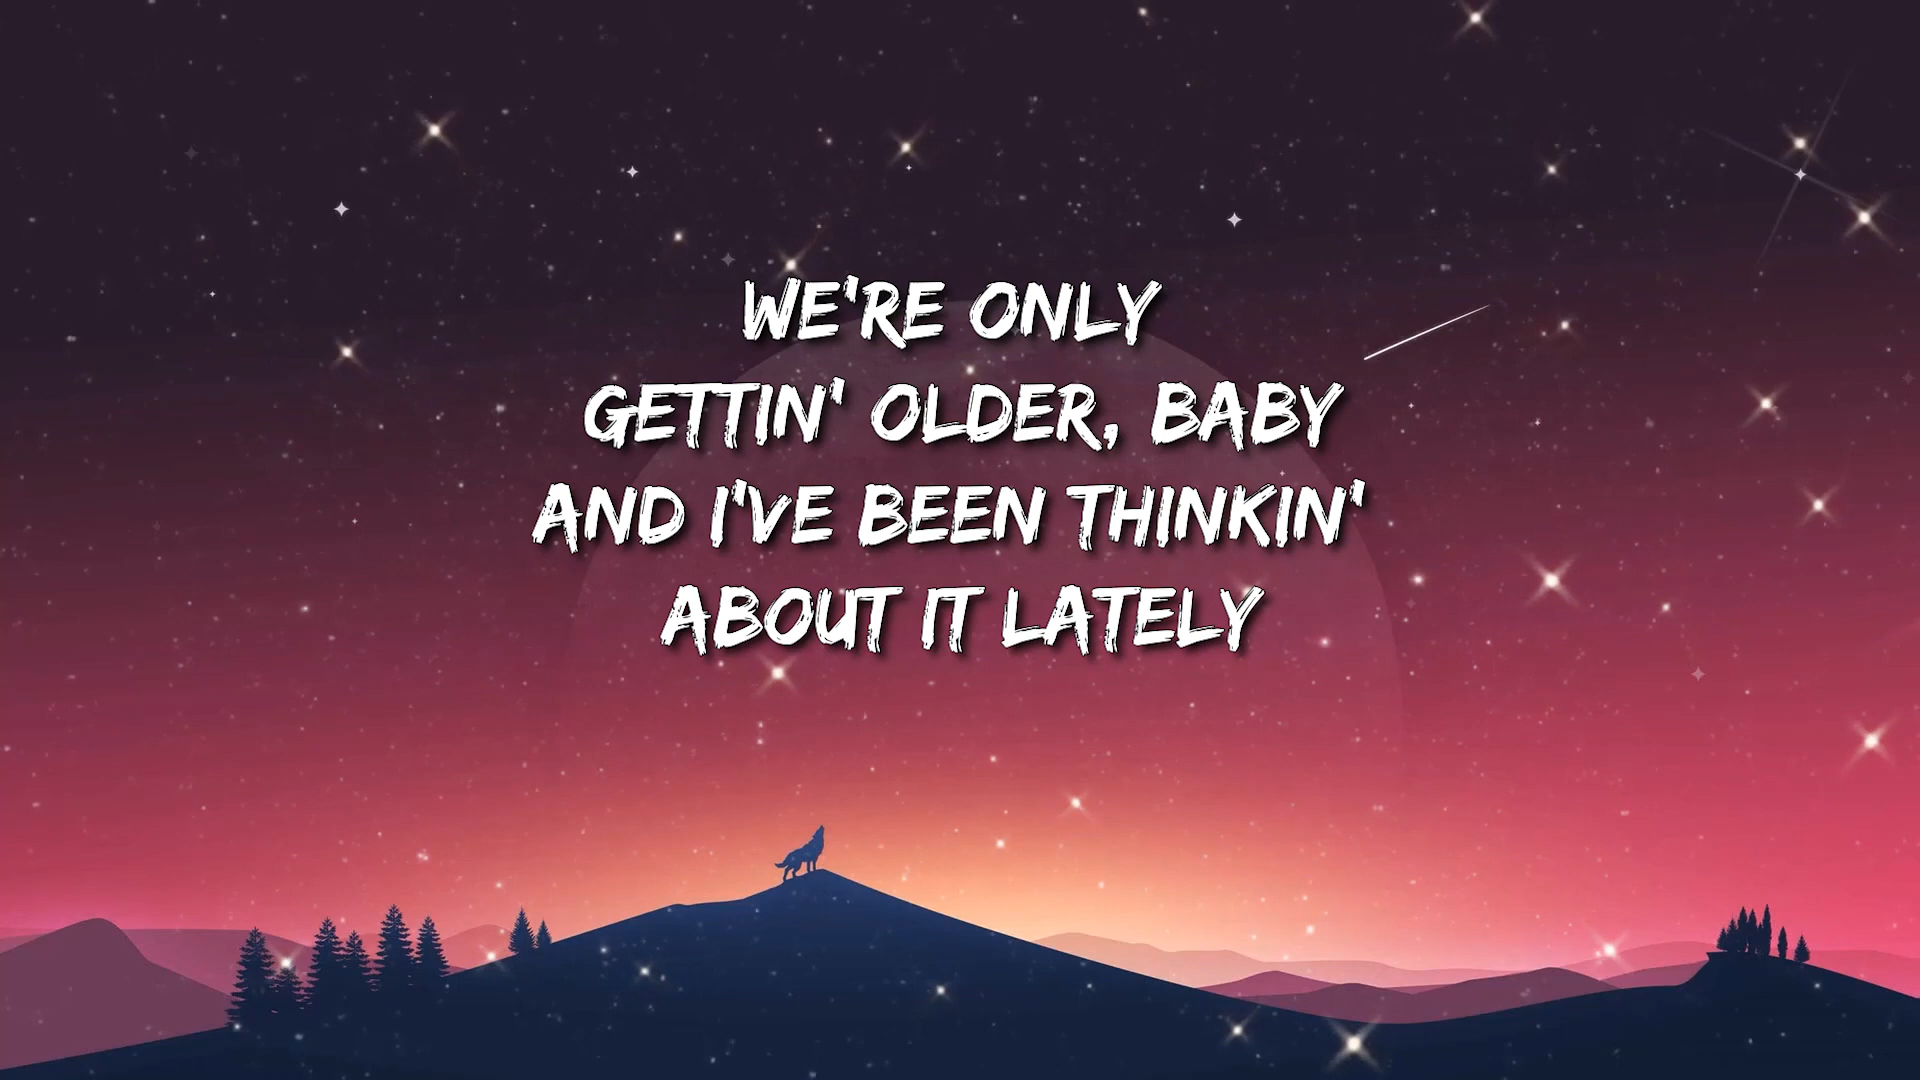 WE'RE ONLY
GETTIN' OLDER, BABY
AND I'VE BEEN THINKIN'
ABOUT IT LATELY